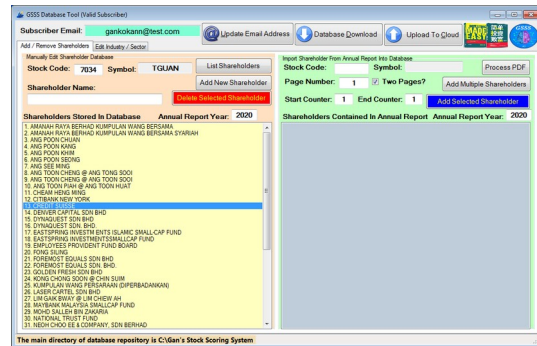 GSSS Database Tool (Valid Subscriber)
Subscriber Email: gankokann@test.com Update Email Address Database Download Upload To Cloud
MADE EASY 简单 GSSS
Add / Remove Shareholders Edit Industry / Sector
Manually Edit Shareholder Database
Stock Code: 7034 Symbol: TGUAN List Shareholders
Add New Shareholder
Shareholder Name:
Delete Selected Shareholder
Shareholders Stored In Database Annual Report Year: 2020
1. AMANAH RAYA BERHAD KUMPULAN WANG BERSAMA
2. AMANAH RAYA BERHAD KUMPULAN WANG BERSAMA SYARIAH
3. ANG POON CHUAN
4. ANG POON KANG
5. ANG POON KHIM
6. ANG POON SEONG
7. ANG SEE MING
8. ANG TOON CHENG @ ANG TONG SOOI
9. ANG TOON CHENG @ ANG TOON SOOI
10. ANG TOON PIAH @ ANG TOON HUAT
11. CHEAM HENG MING
12. CITIBANK NEW YORK
13. CREDIT SUISSE
14. DENVER CAPITAL SDN BHD
15. DYNAQUEST SDN BHD
16. DYNAQUEST SDN. BHD.
17. EASTSPRING INVESTM ENTS ISLAMIC SMALL-CAP FUND
18. EASTSPRING INVESTMENTSSMALLCAP FUND
19. EMPLOYEES PROVIDENT FUND BOARD
20. FONG SIUNG
21. FOREMOST EQUALS SDN BHD
22. FOREMOST EQUALS SDN. BHD.
23. GOLDEN FRESH SDN BHD
24. KONG CHONG SOON @ CHIN SUIM
25. KUMPULAN WANG PERSARAAN (DIPERBADANKAN)
26. LASER CARTEL SDN BHD
27. LIM GAIK BWAY @ LIM CHIEW AH
28. MAYBANK MALAYSIA SMALLCAP FUND
29. MOHD SALLEH BIN ZAKARIA
30. NATIONAL TRUST FUND
31. NEOH CHOO EE & COMPANY, SDN BERHAD
Import Shareholder From Annual Report Into Database
Stock Code: Symbol: Process PDF
Page Number: 1 Two Pages? Add Multiple Shareholders
Start Counter: 1 End Counter: 1 Add Selected Shareholder
Shareholders Contained In Annual Report Annual Report Year: 2020
The main directory of database repository is C:\Gan's Stock Scoring System